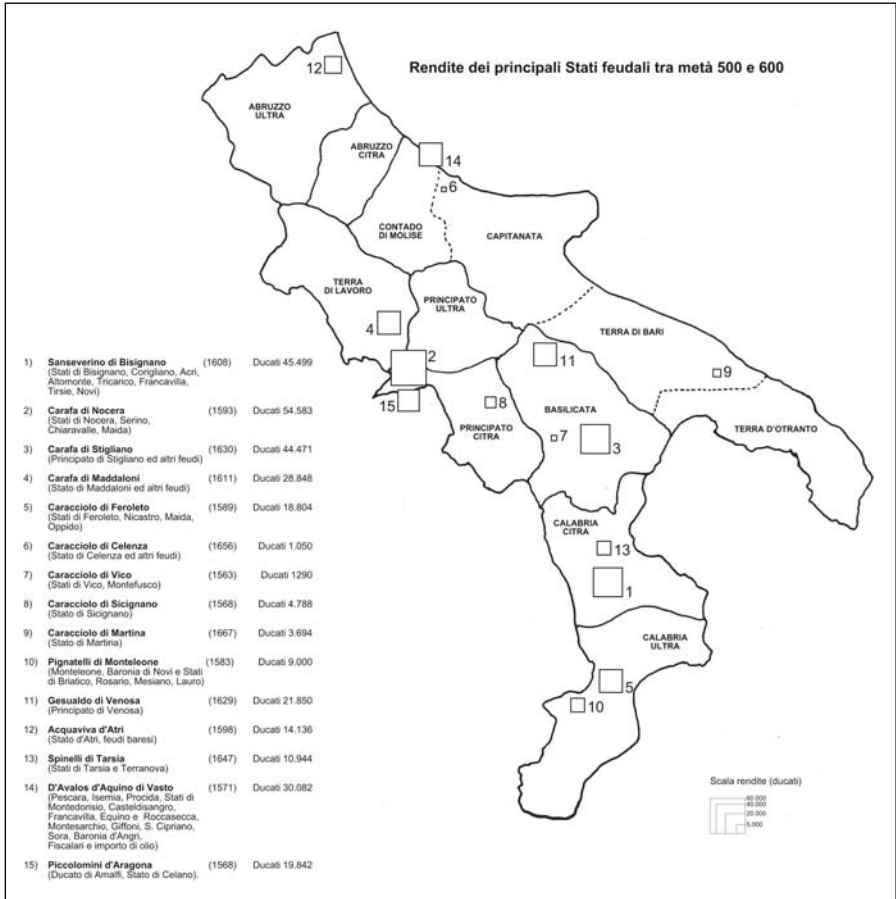 Rendite dei principali Stati feudali tra metà 500 e 600
12
ABRUZZO
ULTRA
ABRUZZO
CITRA
14
6
CONTADO
DI MOLISE
CAPITANATA
TERRA
DI LAVORO
PRINCIPATO
ULTRA
4
2
TERRA DI BARI
11
9
15
8
PRINCIPATO
CITRA
BASILICATA
7
3
TERRA D'OTRANTO
CALABRIA
CITRA
13
1
CALABRIA
ULTRA
5
10
1) Sanseverino di Bisignano (1608) Ducati 45.499
(Stati di Bisignano, Corigliano, Acri,
Altomonte, Tricarico, Francavilla,
Tirsie, Novi)
2) Carafa di Nocera (1593) Ducati 54.583
(Stati di Nocera, Serino,
Chiaravalle, Maida)
3) Carafa di Stigliano (1630) Ducati 44.471
(Principato di Stigliano ed altri feudi)
4) Carafa di Maddaloni (1611) Ducati 28.848
(Stato di Maddaloni ed altri feudi)
5) Caracciolo di Feroleto (1589) Ducati 18.804
(Stati di Feroleto, Nicastro, Maida,
Oppido)
6) Caracciolo di Celenza (1656) Ducati 1.050
(Stato di Celenza ed altri feudi)
7) Caracciolo di Vico (1563) Ducati 1290
(Stati di Vico, Montefusco)
8) Caracciolo di Sicignano (1568) Ducati 4.788
(Stato di Sicignano)
9) Caracciolo di Martina (1667) Ducati 3.694
(Stato di Martina)
10) Pignatelli di Monteleone (1583) Ducati 9.000
(Monteleone, Baronia di Novi e Stati
di Briatico, Rosario, Mesiano, Lauro)
11) Gesualdo di Venosa (1629) Ducati 21.850
(Principato di Venosa)
12) Acquaviva d'Atri (1598) Ducati 14.136
(Stato d'Atri, feudi baresi)
13) Spinelli di Tarsia (1647) Ducati 10.944
(Stati di Tarsia e Terranova)
14) D'Avalos d'Aquino di Vasto (1571) Ducati 30.082
(Pescara, Isernia, Procida, Stati di
Montedorisio, Casteldisangro,
Francavilla, Equino e Roccasecca,
Montesarchio, Giffoni, S. Cipriano,
Sora, Baronia d'Angri,
Fiscalari e importo di olio)
15) Piccolomini d'Aragona (1568) Ducati 19.842
(Ducato di Amalfi, Stato di Celano).
Scala rendite (ducati)
60.000
40.000
20.000
5.000